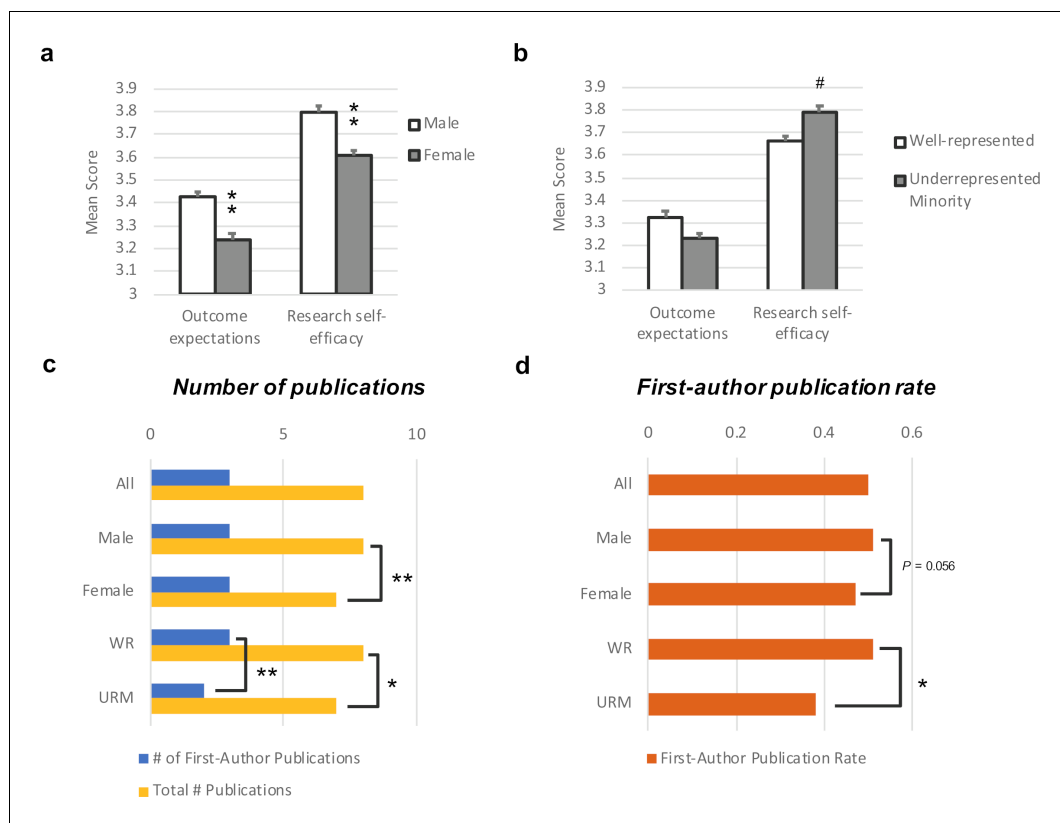 a
3.9
3.8
3.7
3.6
3.5
3.4
3.3
3.2
3.1
3
Mean Score
**
**
Male
Female
Outcome
expectations
Research self-
efficacy
b
3.9
3.8
3.7
3.6
3.5
3.4
3.3
3.2
3.1
3
Mean Score
#
Well-represented
Underrepresented
Minority
Outcome
expectations
Research self-
efficacy
c
Number of publications
0 5 10
All
Male
Female
WR
URM
**
**
*
# of First-Author Publications
Total # Publications
d
First-author publication rate
0 0.2 0.4 0.6
All
Male
Female
WR
URM
P = 0.056
*
First-Author Publication Rate